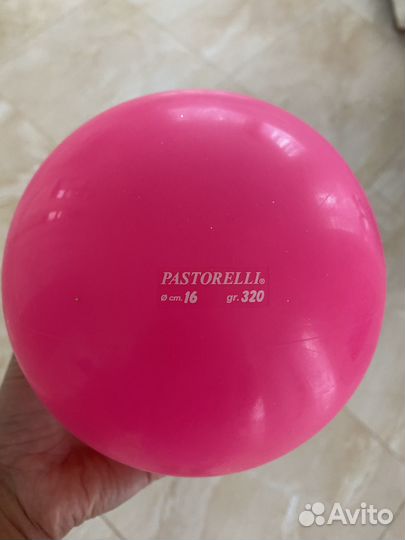 PASTORELLI®
Ø cm. 16 gr. 320
Avito